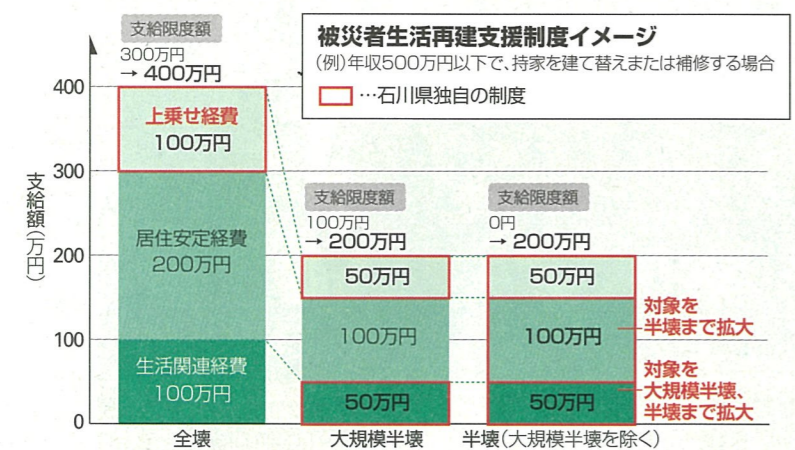 被災者生活再建支援制度イメージ
(例)年収500万円以下で、持家を建て替えまたは補修する場合
…石川県独自の制度
支給限度額
300万円
→ 400万円
支給額(万円)
400
300
200
100
0
上乗せ経費
100万円
居住安定経費
200万円
生活関連経費
100万円
全壊
支給限度額
100万円
→ 200万円
50万円
100万円
50万円
大規模半壊
支給限度額
0円
→ 200万円
50万円
100万円
50万円
半壊(大規模半壊を除く)
対象を
半壊まで拡大
対象を
大規模半壊、
半壊まで拡大